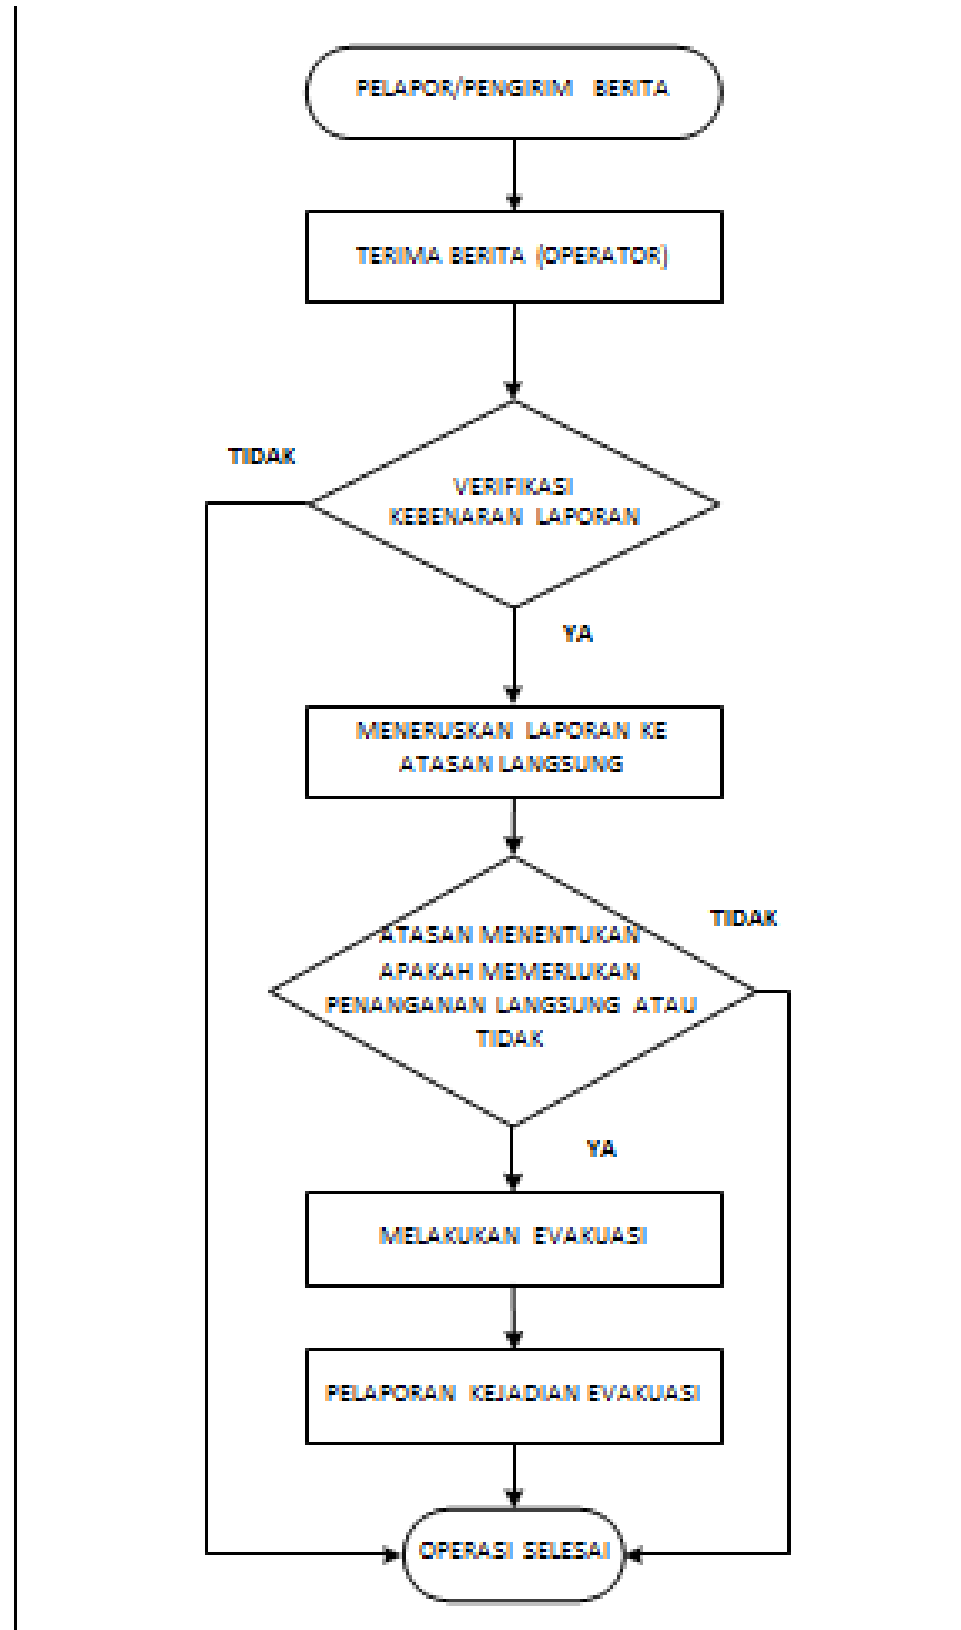 PELAPOR/PENGIRIM BERITA
TERIMA BERITA (OPERATOR)
TIDAK
VERIFIKASI
KEBENARAN LAPORAN
YA
MENERUSKAN LAPORAN KE
ATASAN LANGSUNG
TIDAK
ATASAN MENENTUKAN
APAKAH MEMERLUKAN
PENANGANAN LANGSUNG ATAU
TIDAK
YA
MELAKUKAN EVAKUASI
PELAPORAN KEJADIAN EVAKUASI
OPERASI SELESAI